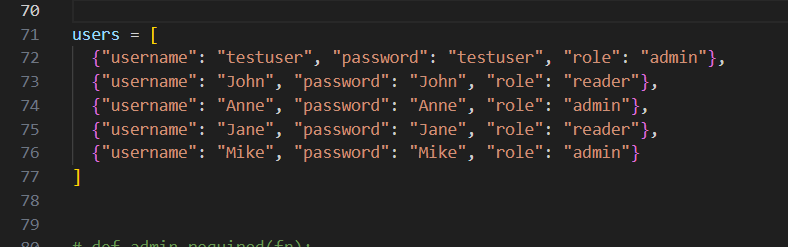 70
71 users = [
72 {"username": "testuser", "password": "testuser", "role": "admin"},
73 {"username": "John", "password": "John", "role": "reader"},
74 {"username": "Anne", "password": "Anne", "role": "admin"},
75 {"username": "Jane", "password": "Jane", "role": "reader"},
76 {"username": "Mike", "password": "Mike", "role": "admin"}
77 ]
78
79
80 # def admin_required(fn):